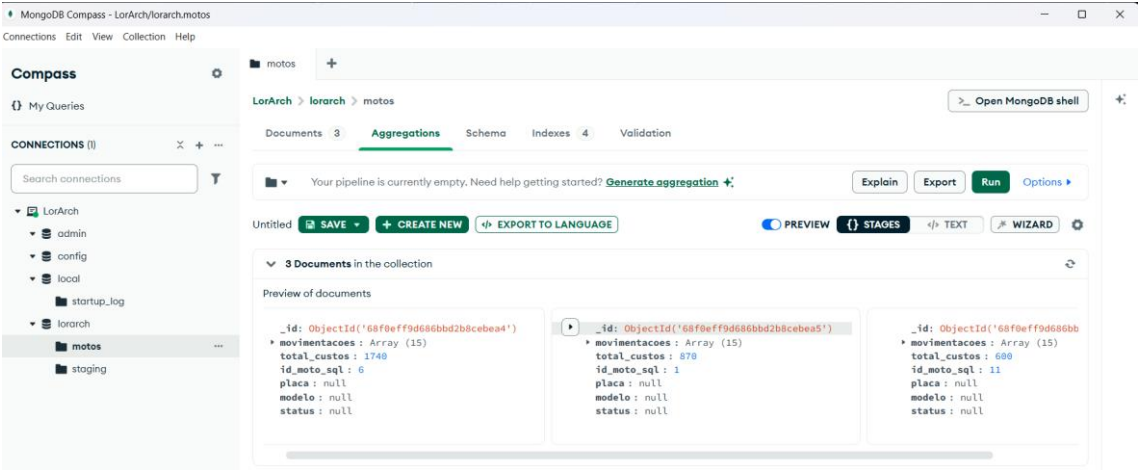 MongoDB Compass - LorArch/lorarch.motos
Connections Edit View Collection Help
Compass
{} My Queries
CONNECTIONS (1)
Search connections
LorArch
admin
config
local
startup_log
lorarch
motos
staging
motos
LorArch > lorarch > motos
>_ Open MongoDB shell
Documents 3 Aggregations Schema Indexes 4 Validation
Your pipeline is currently empty. Need help getting started? Generate aggregation
Explain Export Run Options
Untitled SAVE + CREATE NEW </> EXPORT TO LANGUAGE PREVIEW {} STAGES </> TEXT WIZARD
3 Documents in the collection
Preview of documents
_id: ObjectId('68f0eff9d686bbd2b8cebea4')
movimentacoes : Array (15)
total_custos : 1740
id_moto_sql : 6
placa : null
modelo : null
status : null
_id: ObjectId('68f0eff9d686bbd2b8cebea5')
movimentacoes : Array (15)
total_custos : 870
id_moto_sql : 1
placa : null
modelo : null
status : null
_id: ObjectId('68f0eff9d686bb
movimentacoes : Array (15)
total_custos : 600
id_moto_sql : 11
placa : null
modelo : null
status : null